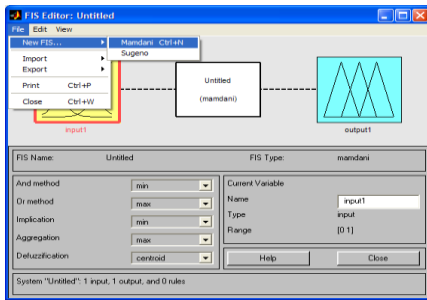 FIS Editor: Untitled
File Edit View
New FIS... Mamdani Ctrl+N
Sugeno
Import
Export
Print Ctrl+P
Close Ctrl+W
Untitled
(mamdani)
input1
output1
FIS Name: Untitled FIS Type: mamdani
And method min
Or method max
Implication min
Aggregation max
Defuzzification centroid
Current Variable
Name input1
Type input
Range [0 1]
Help Close
System "Untitled": 1 input, 1 output, and 0 rules